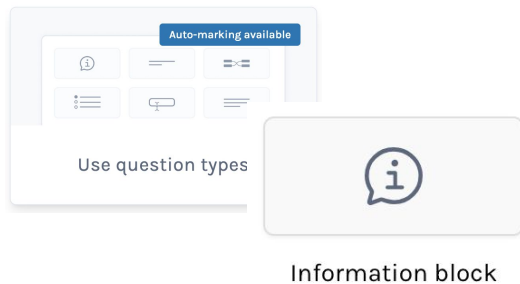 Auto-marking available
Use question types
Information block